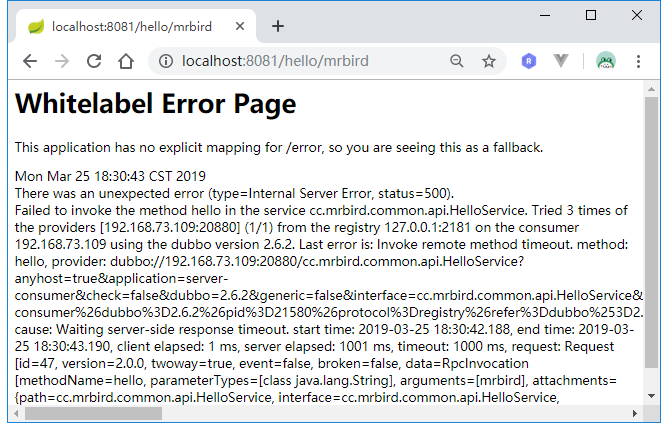 localhost:8081/hello/mrbird
localhost:8081/hello/mrbird
Whitelabel Error Page
This application has no explicit mapping for /error, so you are seeing this as a fallback.
Mon Mar 25 18:30:43 CST 2019
There was an unexpected error (type=Internal Server Error, status=500).
Failed to invoke the method hello in the service cc.mrbird.common.api.HelloService. Tried 3 times of
the providers [192.168.73.109:20880] (1/1) from the registry 127.0.0.1:2181 on the consumer
192.168.73.109 using the dubbo version 2.6.2. Last error is: Invoke remote method timeout. method:
hello, provider: dubbo://192.168.73.109:20880/cc.mrbird.common.api.HelloService?
anyhost=true&application=server-
consumer&check=false&dubbo=2.6.2&generic=false&interface=cc.mrbird.common.api.HelloService&
consumer%26dubbo%3D2.6.2%26pid%3D21580%26protocol%3Dregistry%26refer%3Ddubbo%253D2.
cause: Waiting server-side response timeout. start time: 2019-03-25 18:30:42.188, end time: 2019-03-
25 18:30:43.190, client elapsed: 1 ms, server elapsed: 1001 ms, timeout: 1000 ms, request: Request
[id=47, version=2.0.0, twoway=true, event=false, broken=false, data=RpcInvocation
[methodName=hello, parameterTypes=[class java.lang.String], arguments=[mrbird], attachments=
{path=cc.mrbird.common.api.HelloService, interface=cc.mrbird.common.api.HelloService,